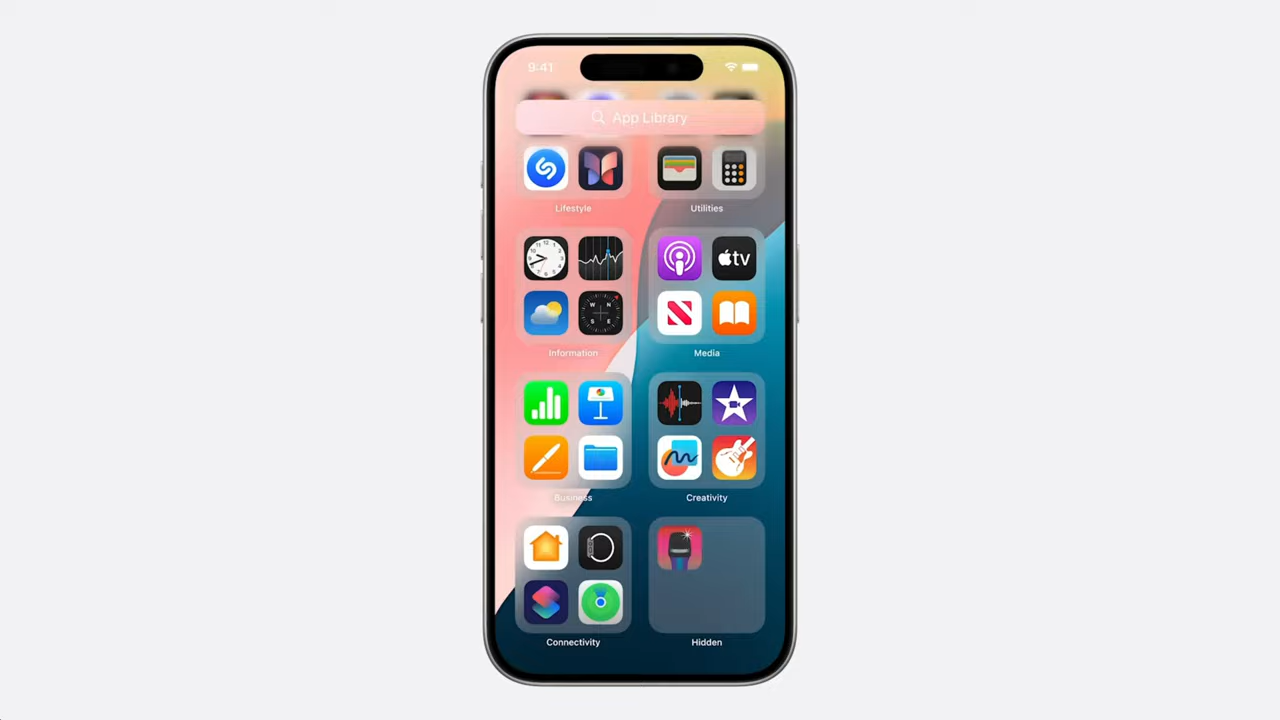 9:41
App Library
Lifestyle
Utilities
tv
W N
S E
Information
Media
Business
Creativity
Connectivity
Hidden